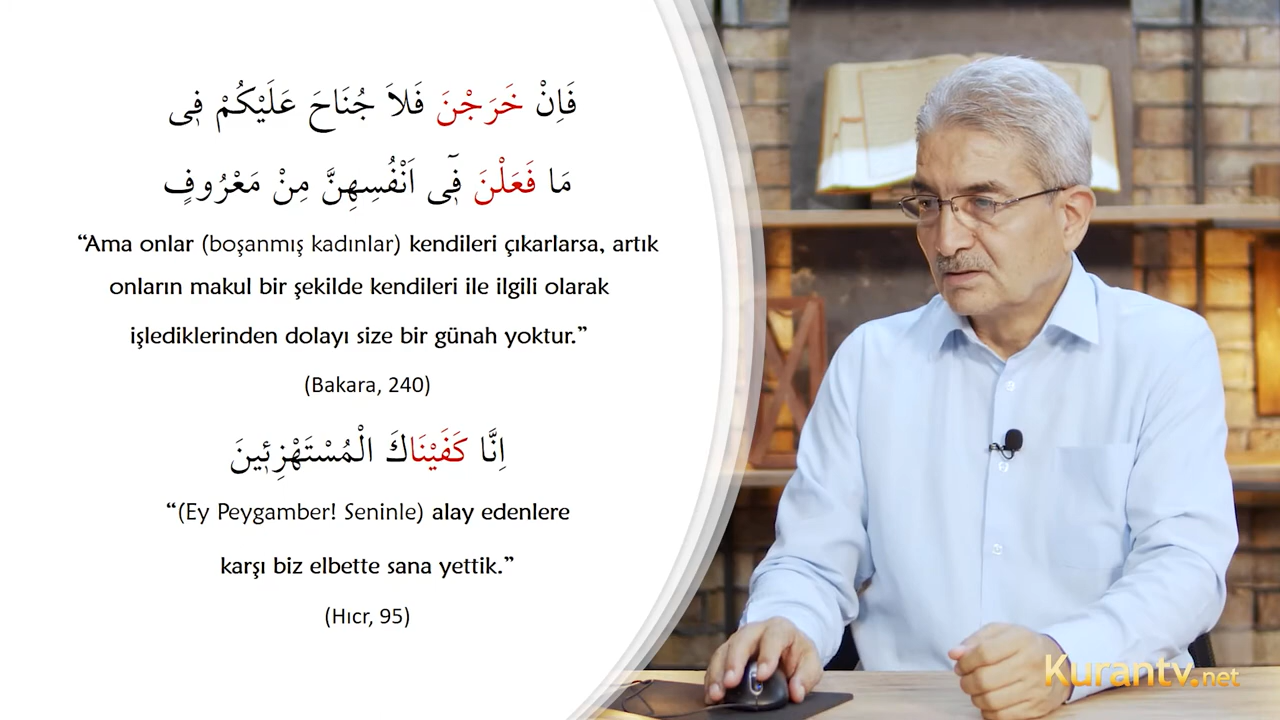 فَاِنْ خَرَجْنَ فَلاَ جُنَاحَ عَلَيْكُمْ فٖى
مَا فَعَلْنَ فٖٓى اَنْفُسِهِنَّ مِنْ مَعْرُوفٍ
“Ama onlar (boşanmış kadınlar) kendileri çıkarlarsa, artık
onların makul bir şekilde kendileri ile ilgili olarak
işlediklerinden dolayı size bir günah yoktur.”
(Bakara, 240)
اِنَّا كَفَيْنَاكَ الْمُسْتَهْزِئٖينَ
“(Ey Peygamber! Seninle) alay edenlere
karşı biz elbette sana yettik.”
(Hıcr, 95)
Kurantv.net